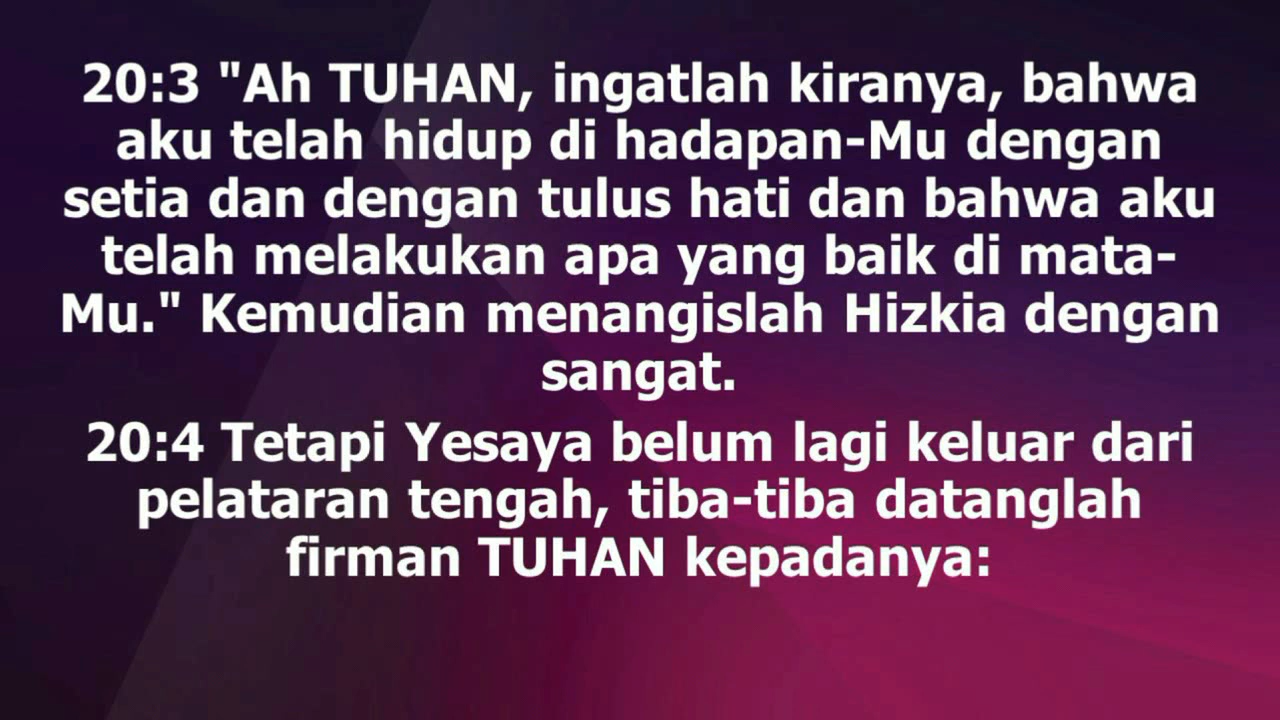 20:3 "Ah TUHAN, ingatlah kiranya, bahwa
aku telah hidup di hadapan-Mu dengan
setia dan dengan tulus hati dan bahwa aku
telah melakukan apa yang baik di mata-
Mu." Kemudian menangislah Hizkia dengan
sangat.
20:4 Tetapi Yesaya belum lagi keluar dari
pelataran tengah, tiba-tiba datanglah
firman TUHAN kepadanya: